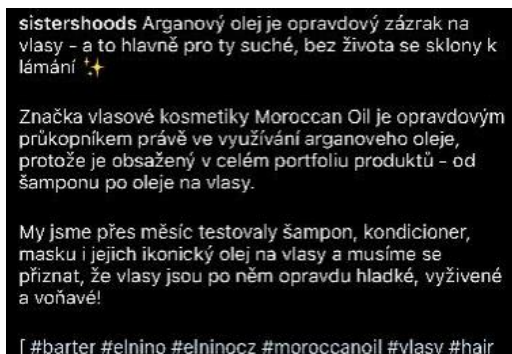 sistershoods Arganový olej je opravdový zázrak na
vlasy - a to hlavně pro ty suché, bez života se sklony k
lámání ✨
Značka vlasové kosmetiky Moroccan Oil je opravdovým
průkopníkem právě ve využívání arganoveho oleje,
protože je obsažený v celém portfoliu produktů - od
šamponu po oleje na vlasy.
My jsme přes měsíc testovaly šampon, kondicioner,
masku i jejich ikonický olej na vlasy a musíme se
přiznat, že vlasy jsou po něm opravdu hladké, vyživené
a voňavé!
[ #barter #elnino #elninocz #moroccanoil #vlasy #hair